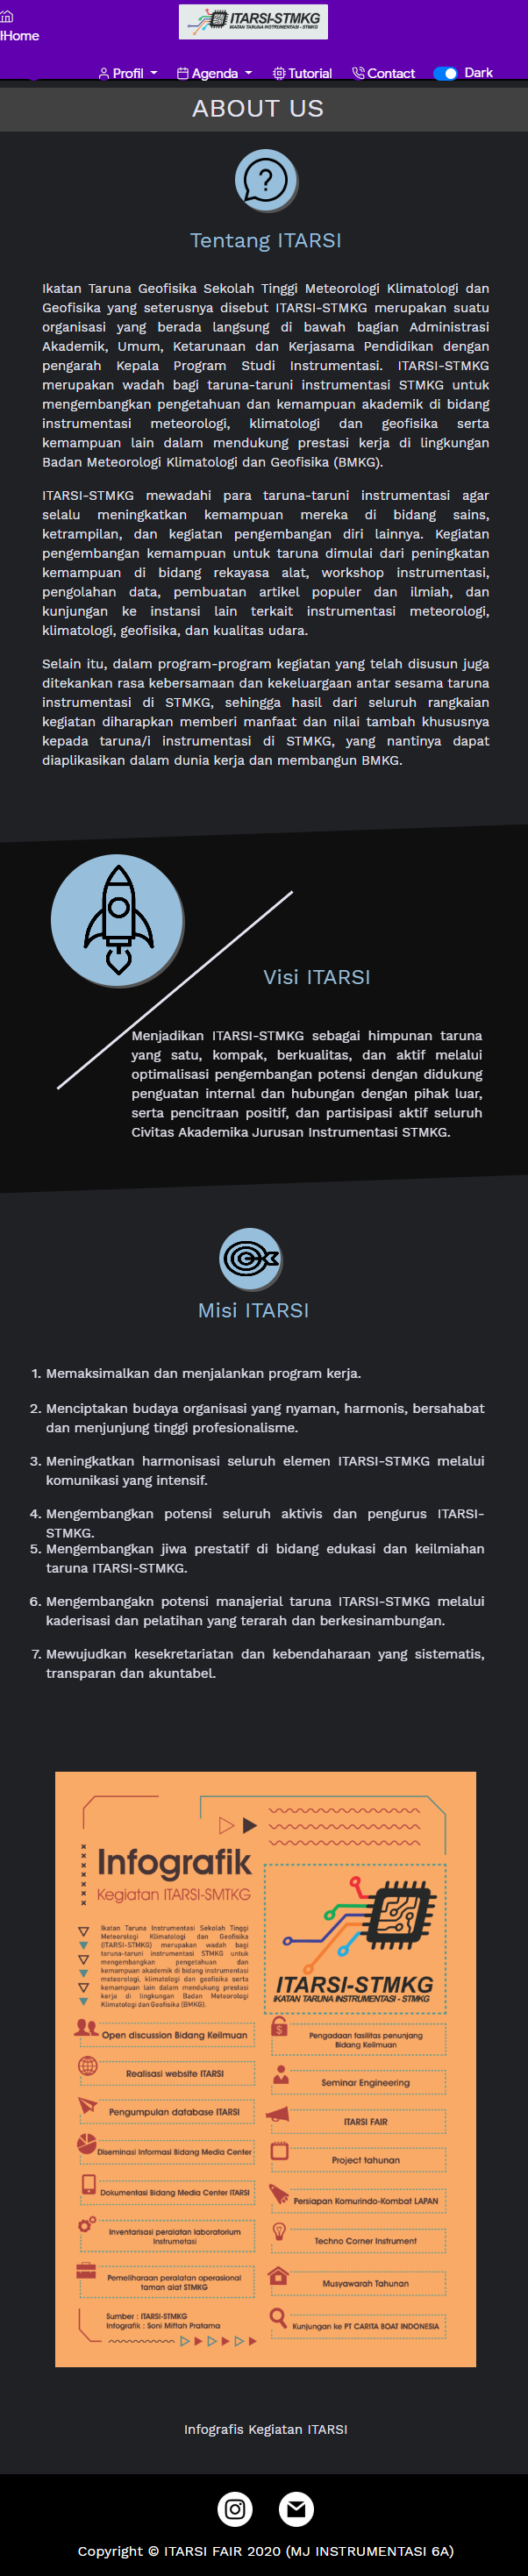 Home
ITARSI-STMKG
IKATAN TARUNA INSTRUMENTASI - STMKG
Profil
Agenda
Tutorial
Contact
Dark
ABOUT US
Tentang ITARSI
Ikatan Taruna Geofisika Sekolah Tinggi Meteorologi Klimatologi dan
Geofisika yang seterusnya disebut ITARSI-STMKG merupakan suatu
organisasi yang berada langsung di bawah bagian Administrasi
Akademik, Umum, Ketarunaan dan Kerjasama Pendidikan dengan
pengarah Kepala Program Studi Instrumentasi. ITARSI-STMKG
merupakan wadah bagi taruna-taruni instrumentasi STMKG untuk
mengembangkan pengetahuan dan kemampuan akademik di bidang
instrumentasi meteorologi, klimatologi dan geofisika serta
kemampuan lain dalam mendukung prestasi kerja di lingkungan
Badan Meteorologi Klimatologi dan Geofisika (BMKG).
ITARSI-STMKG mewadahi para taruna-taruni instrumentasi agar
selalu meningkatkan kemampuan mereka di bidang sains,
ketrampilan, dan kegiatan pengembangan diri lainnya. Kegiatan
pengembangan kemampuan untuk taruna dimulai dari peningkatan
kemampuan di bidang rekayasa alat, workshop instrumentasi,
pengolahan data, pembuatan artikel populer dan ilmiah, dan
kunjungan ke instansi lain terkait instrumentasi meteorologi,
klimatologi, geofisika, dan kualitas udara.
Selain itu, dalam program-program kegiatan yang telah disusun juga
ditekankan rasa kebersamaan dan kekeluargaan antar sesama taruna
instrumentasi di STMKG, sehingga hasil dari seluruh rangkaian
kegiatan diharapkan memberi manfaat dan nilai tambah khususnya
kepada taruna/i instrumentasi di STMKG, yang nantinya dapat
diaplikasikan dalam dunia kerja dan membangun BMKG.
Visi ITARSI
Menjadikan ITARSI-STMKG sebagai himpunan taruna
yang satu, kompak, berkualitas, dan aktif melalui
optimalisasi pengembangan potensi dengan didukung
penguatan internal dan hubungan dengan pihak luar,
serta pencitraan positif, dan partisipasi aktif seluruh
Civitas Akademika Jurusan Instrumentasi STMKG.
Misi ITARSI
1. Memaksimalkan dan menjalankan program kerja.
2. Menciptakan budaya organisasi yang nyaman, harmonis, bersahabat
dan menjunjung tinggi profesionalisme.
3. Meningkatkan harmonisasi seluruh elemen ITARSI-STMKG melalui
komunikasi yang intensif.
4. Mengembangkan potensi seluruh aktivis dan pengurus ITARSI-
STMKG.
5. Mengembangkan jiwa prestatif di bidang edukasi dan keilmiahan
taruna ITARSI-STMKG.
6. Mengembangakn potensi manajerial taruna ITARSI-STMKG melalui
kaderisasi dan pelatihan yang terarah dan berkesinambungan.
7. Mewujudkan kesekretariatan dan kebendaharaan yang sistematis,
transparan dan akuntabel.
Infografik
Kegiatan ITARSI-SMTKG
Ikatan Taruna Instrumentasi Sekolah Tinggi
Meteorologi Klimatologi dan Geofisika
(ITARSI-STMKG) merupakan wadah bagi
taruna-taruni instrumentasi STMKG untuk
mengembangkan pengetahuan dan
kemampuan akademik di bidang instrumentasi
meteorologi, klimatologi dan geofisika serta
kemampuan lain dalam mendukung prestasi
kerja di lingkungan Badan Meteorologi
Klimatologi dan Geofisika (BMKG).
ITARSI-STMKG
IKATAN TARUNA INSTRUMENTASI - STMKG
Open discussion Bidang Keilmuan
Realisasi website ITARSI
Pengumpulan database ITARSI
Diseminasi Informasi Bidang Media Center
Dokumentasi Bidang Media Center ITARSI
Inventarisasi peralatan laboratorium
Instrumetasi
Pemeliharaan peralatan operasional
taman alat STMKG
Pengadaan fasilitas penunjang
Bidang Keilmuan
Seminar Engineering
ITARSI FAIR
Project tahunan
Persiapan Komurindo-Kombat LAPAN
Techno Corner Instrument
Musyawarah Tahunan
Kunjungan ke PT CARITA BOAT INDONESIA
Sumber : ITARSI-STMKG
Infografik : Soni Miftah Pratama
Infografis Kegiatan ITARSI
Copyright © ITARSI FAIR 2020 (MJ INSTRUMENTASI 6A)